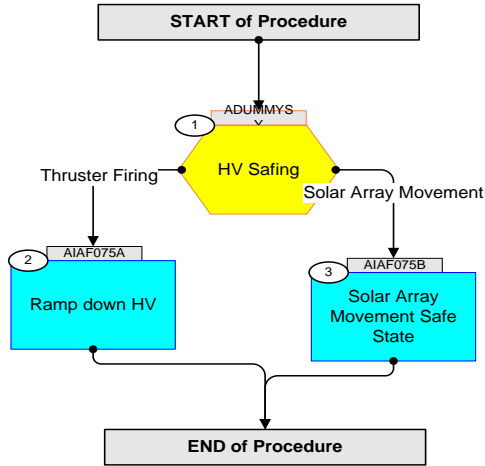 START of Procedure
ADUMMYS
Y
1
HV Safing
Thruster Firing
Solar Array Movement
AIAF075A
2
Ramp down HV
AIAF075B
3
Solar Array
Movement Safe
State
END of Procedure